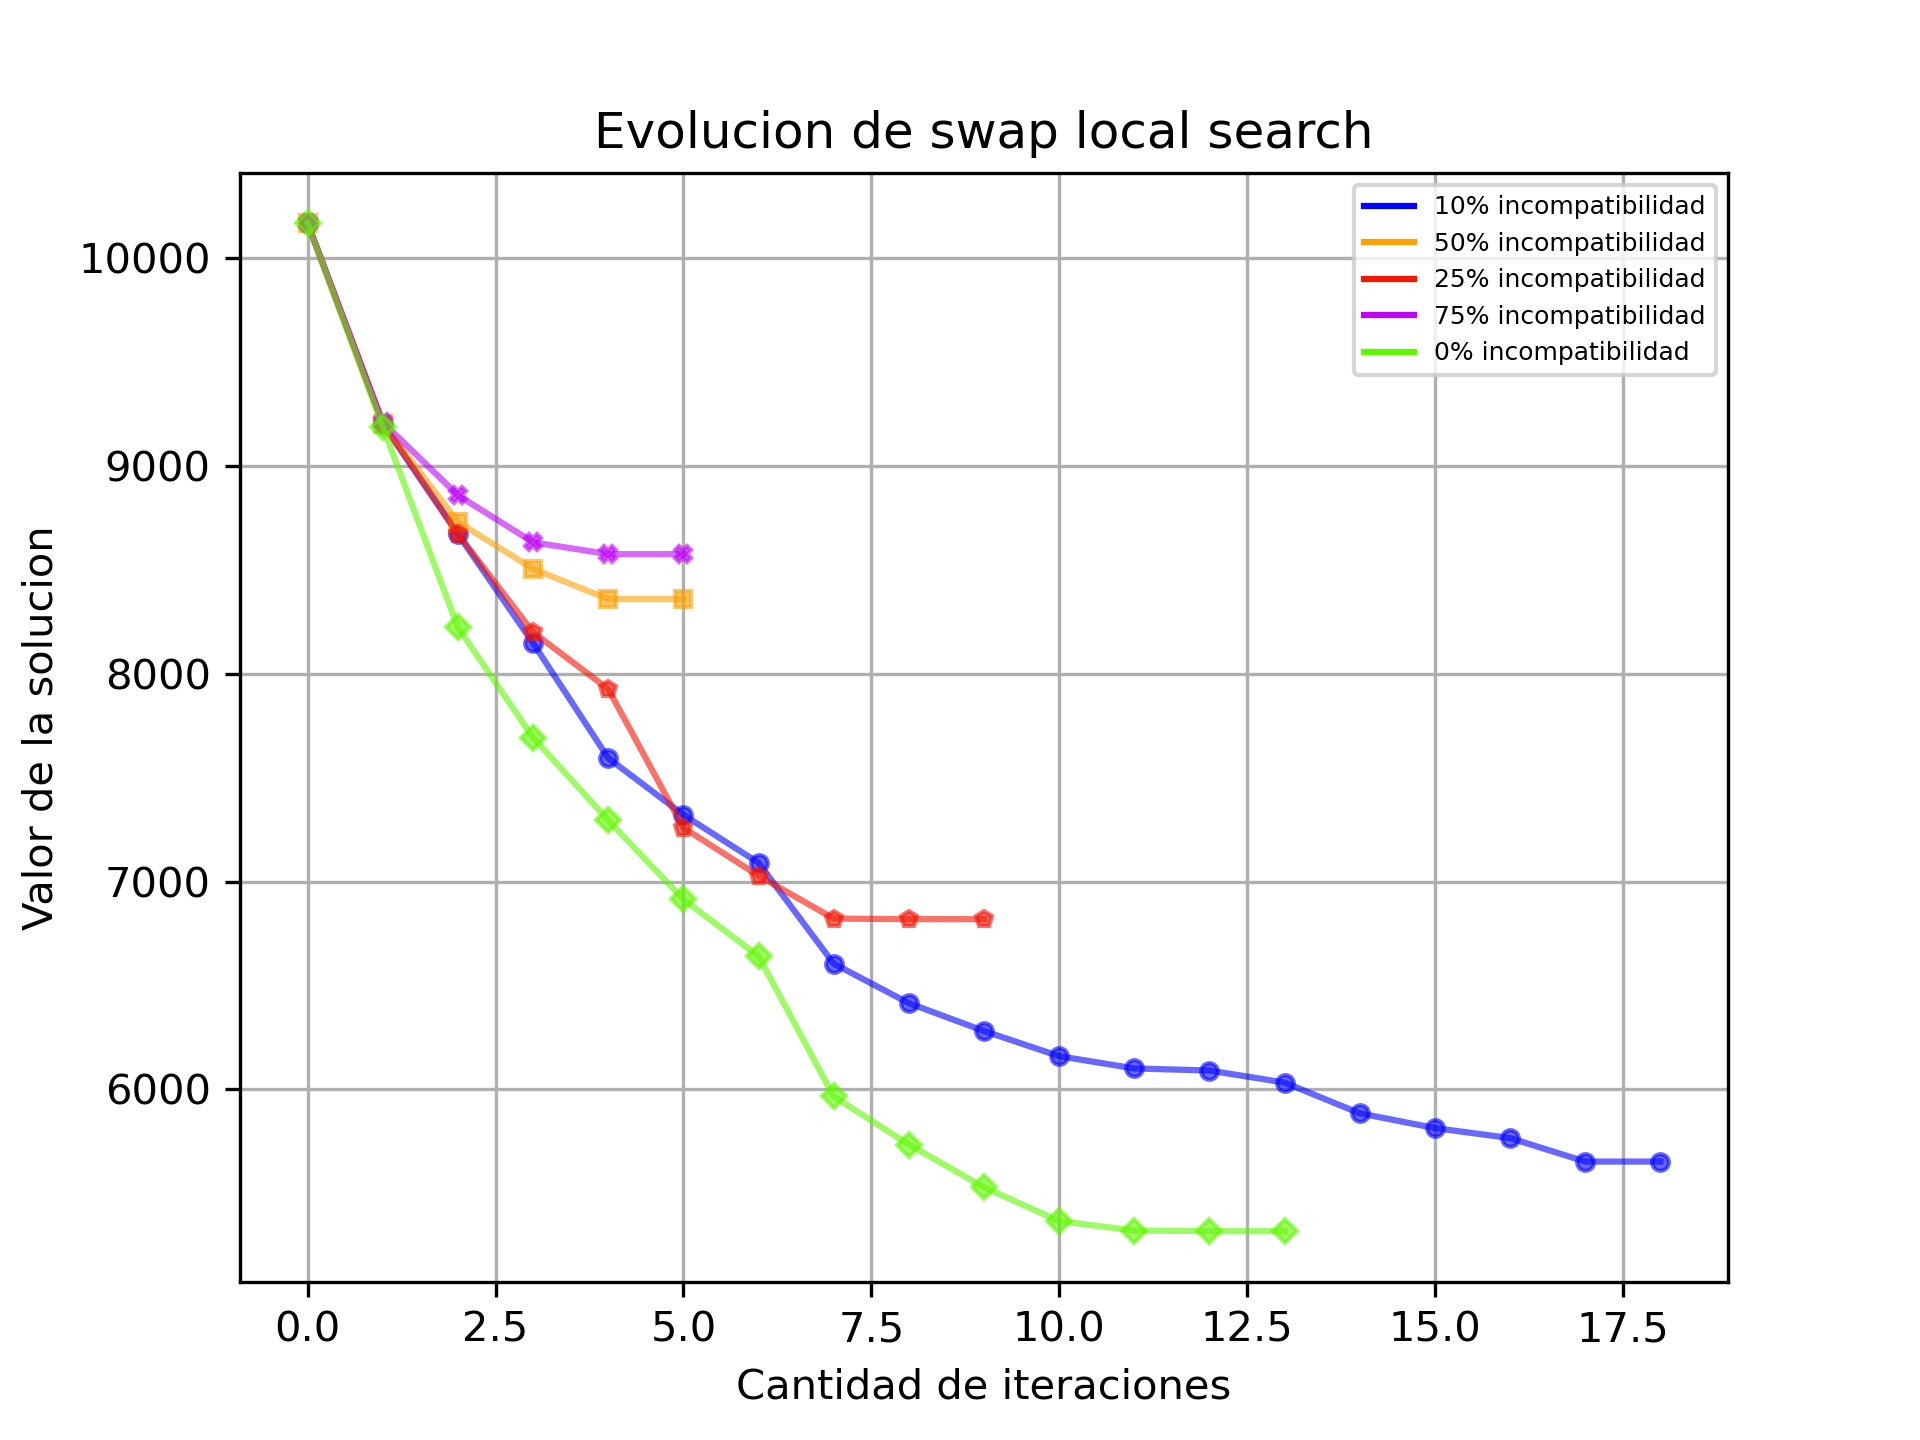 Evolucion de swap local search
10% incompatibilidad
50% incompatibilidad
25% incompatibilidad
75% incompatibilidad
0% incompatibilidad
Valor de la solucion
10000
9000
8000
7000
6000
0.0 2.5 5.0 7.5 10.0 12.5 15.0 17.5
Cantidad de iteraciones